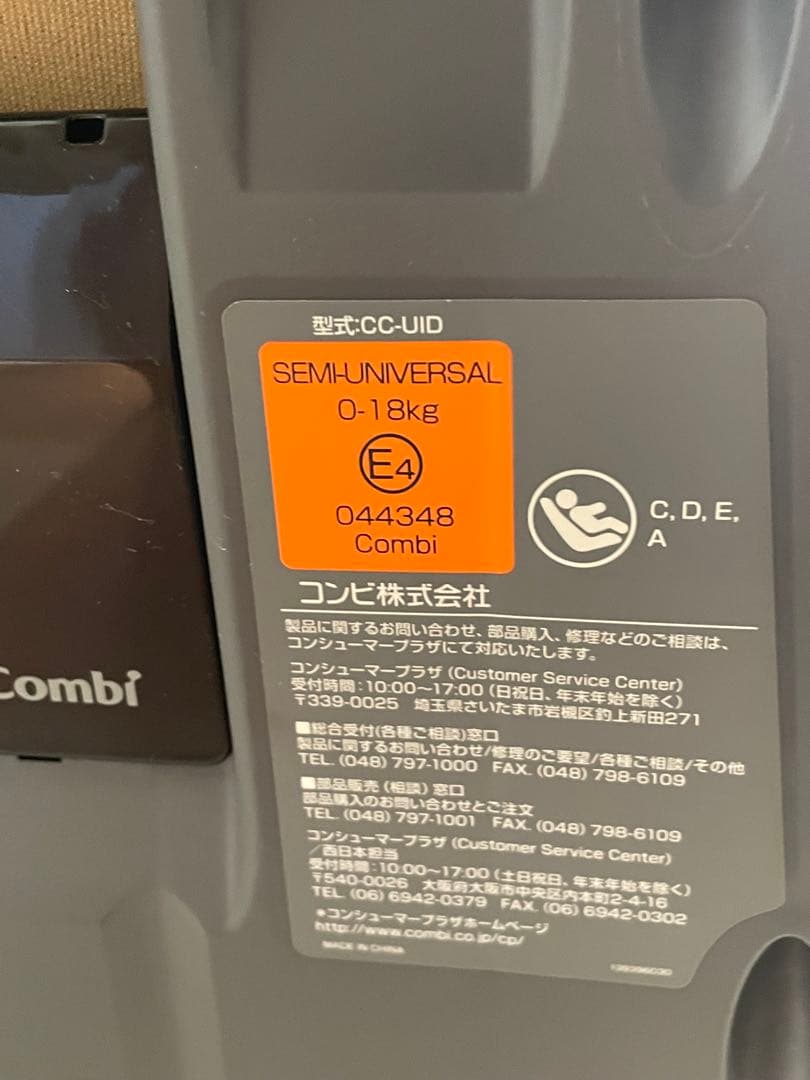 型式:CC-UID
SEMI-UNIVERSAL
0-18kg
E4
044348
Combi
C, D, E,
A
コンビ株式会社
製品に関するお問い合わせ、部品購入、修理などのご相談は、
コンシューマープラザにて対応いたします。
コンシューマープラザ (Customer Service Center)
受付時間:10:00〜17:00 (日祝日、年末年始を除く)
〒339-0025 埼玉県さいたま市岩槻区釣上新田271
■総合受付(各種ご相談)窓口
製品に関するお問い合わせ/修理のご要望/各種ご相談/その他
TEL. (048) 797-1000 FAX. (048) 798-6109
■部品販売 (相談) 窓口
部品購入のお問い合わせとご注文
TEL. (048) 797-1001 FAX. (048) 798-6109
コンシューマープラザ (Customer Service Center)
/西日本担当
受付時間:10:00〜17:00 (土日祝日、年末年始を除く)
〒540-0026 大阪府大阪市中央区内本町2-4-16
TEL. (06) 6942-0379 FAX. (06) 6942-0302
*コンシューマープラザホームページ
http://www.combi.co.jp/cp/
MADE IN CHINA
Combi